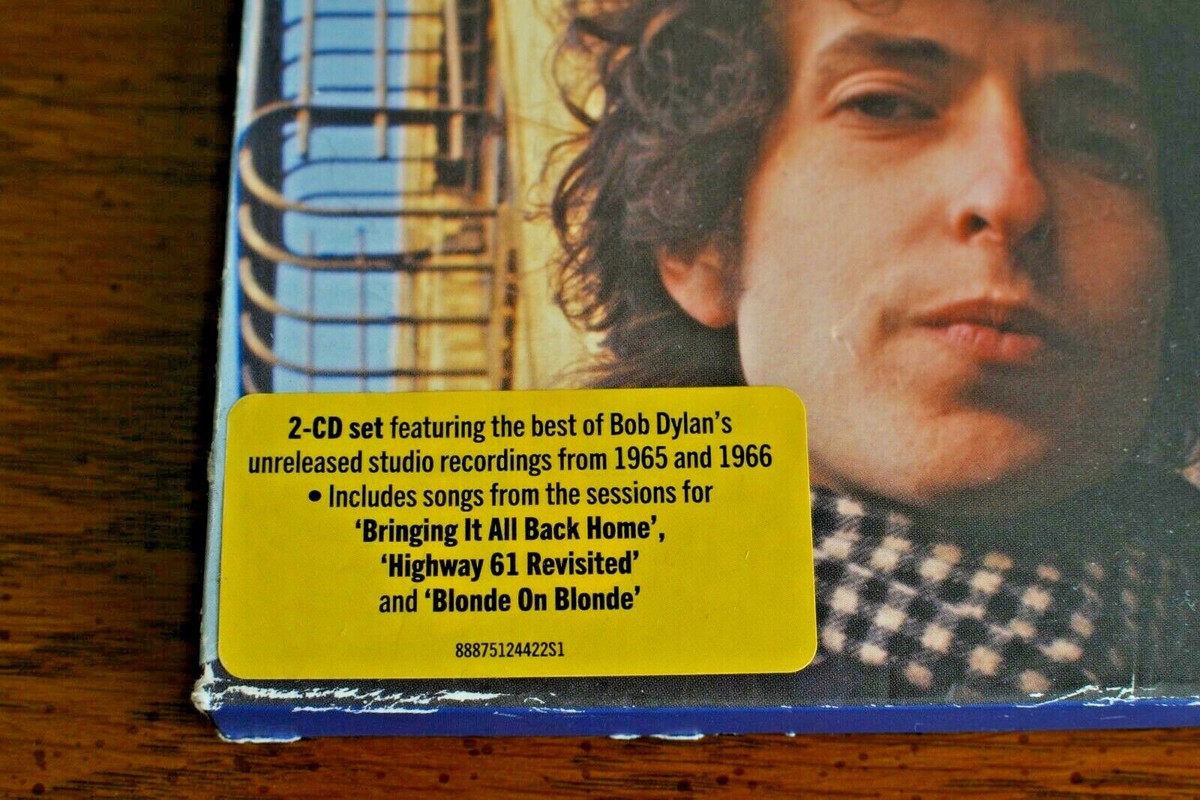 2-CD set featuring the best of Bob Dylan's
unreleased studio recordings from 1965 and 1966
• Includes songs from the sessions for
‘Bringing It All Back Home’,
‘Highway 61 Revisited’
and ‘Blonde On Blonde’
88875124422S1